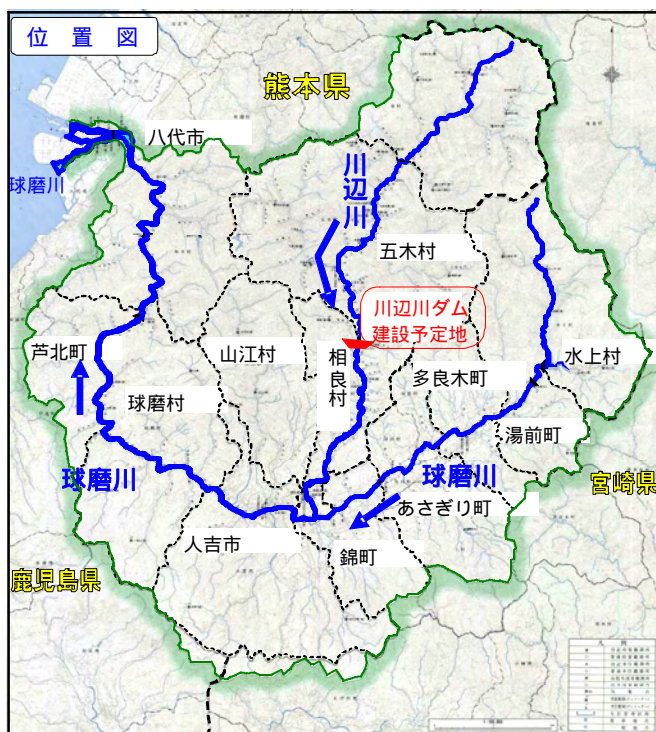 位置図
熊本県
八代市
球磨川
川辺川
五木村
川辺川ダム
建設予定地
芦北町
山江村
相良村
多良木町
水上村
球磨村
湯前町
球磨川
球磨川
宮崎県
あさぎり町
人吉市
錦町
鹿児島県